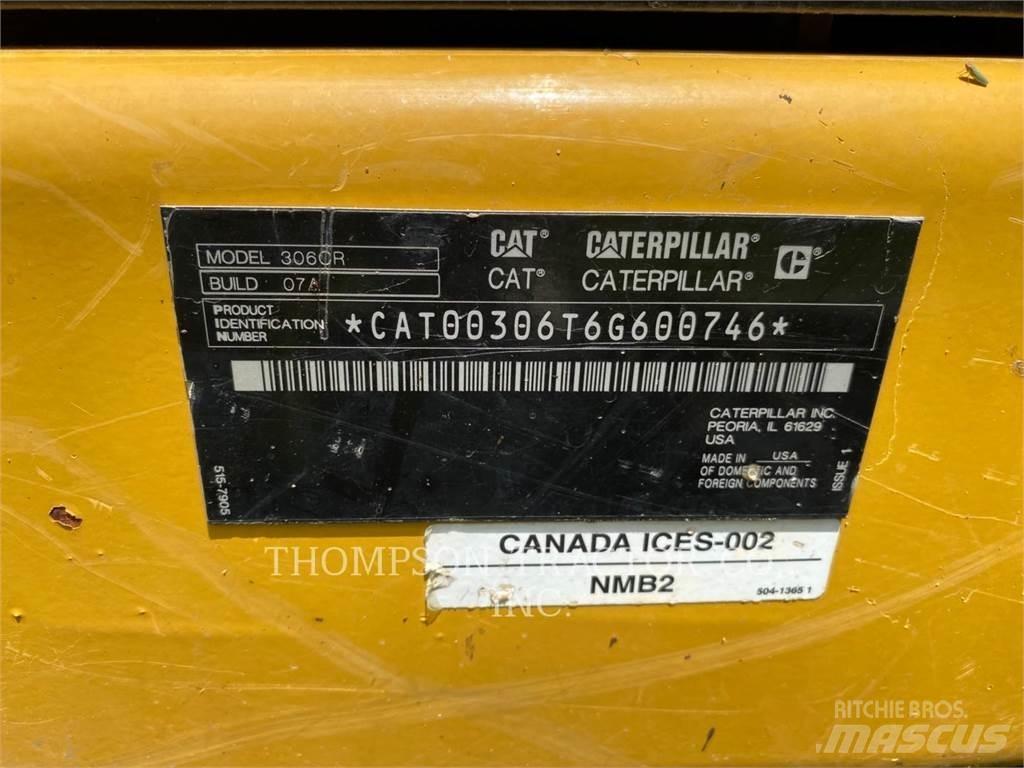 MODEL 306CR
BUILD 07A
CAT® CATERPILLAR® C®
CAT® CATERPILLAR®
PRODUCT
IDENTIFICATION
NUMBER
*CAT00306T6G600746*
CATERPILLAR INC.
PEORIA, IL 61629
USA
MADE IN USA
OF DOMESTIC AND
FOREIGN COMPONENTS
ISSUE 1
515-7905
CANADA ICES-002
NMB2
504-1365 1
THOMPSON TRACTOR CO.
INC.
RITCHIE BROS.
MASCUS